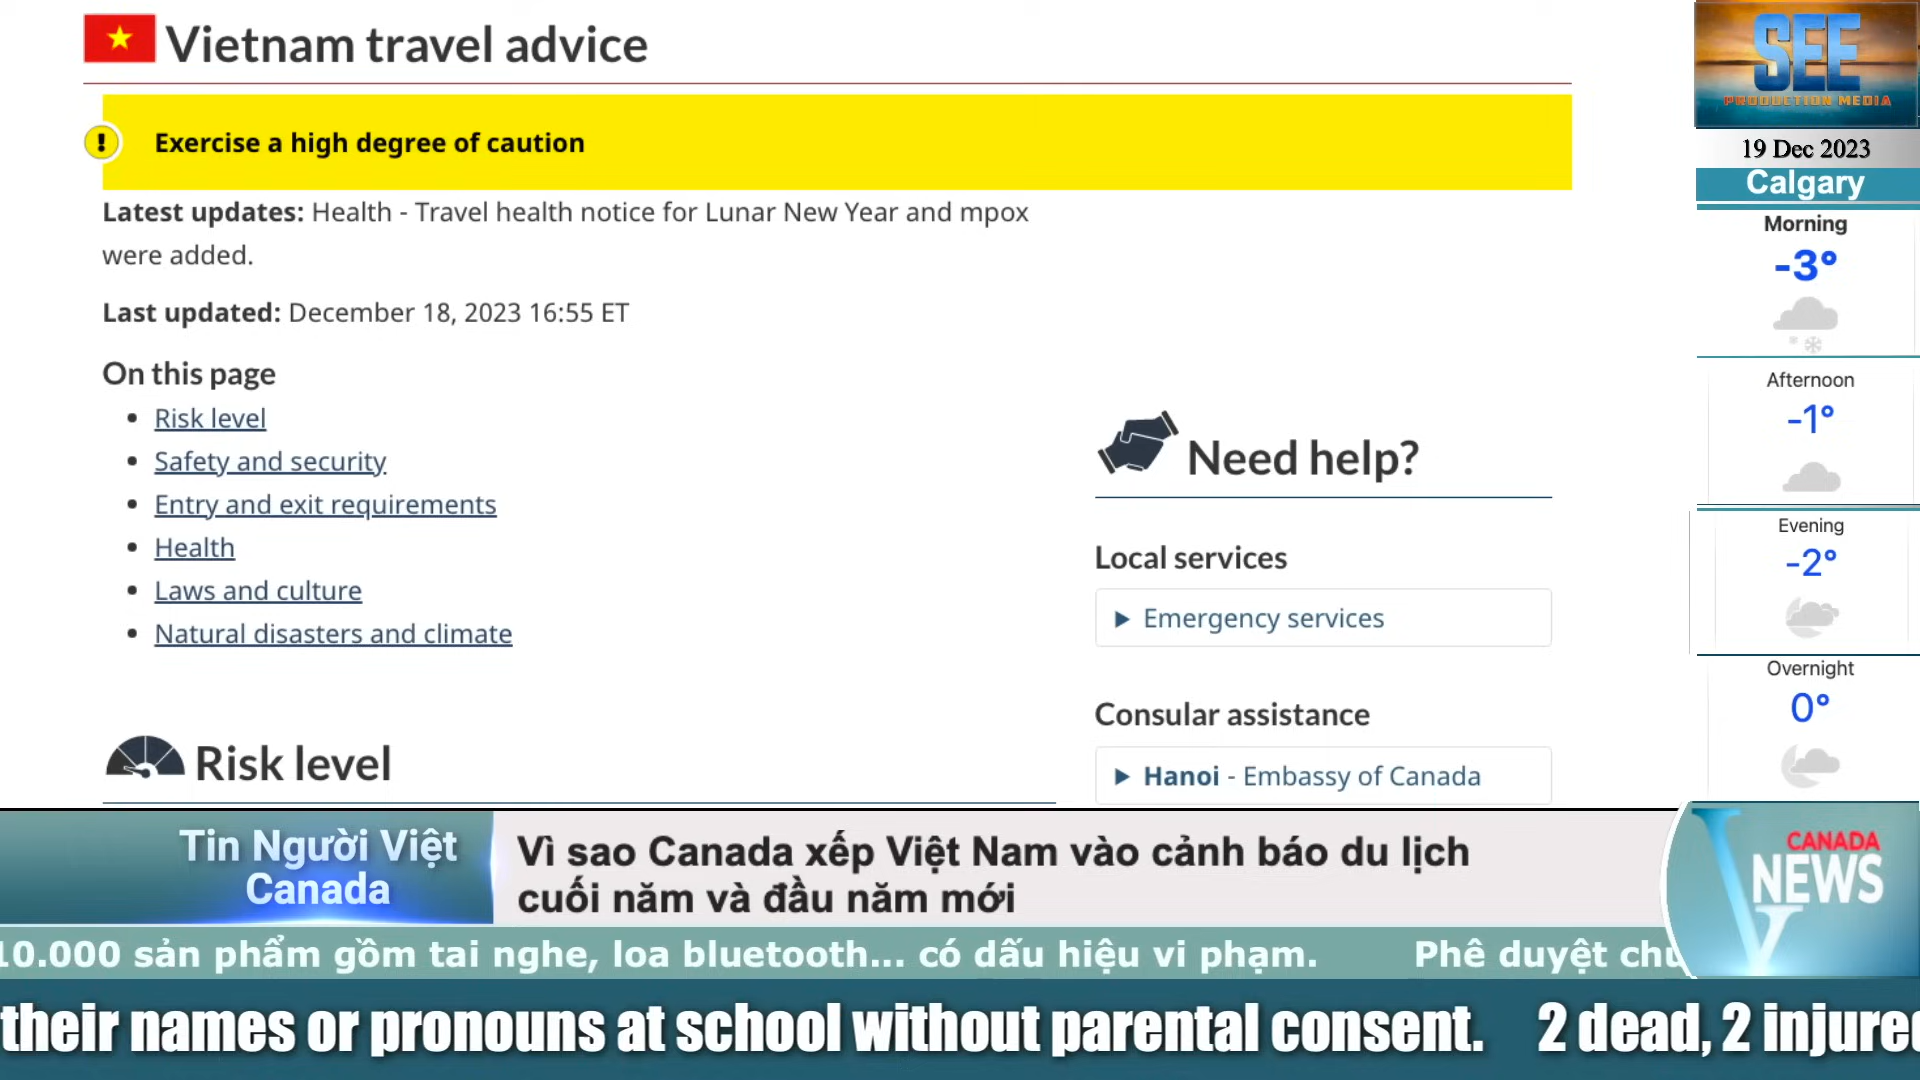 Vietnam travel advice
Exercise a high degree of caution
Latest updates: Health - Travel health notice for Lunar New Year and mpox
were added.
Last updated: December 18, 2023 16:55 ET
On this page
Risk level
Safety and security
Entry and exit requirements
Health
Laws and culture
Natural disasters and climate
Risk level
Need help?
Local services
Emergency services
Consular assistance
Hanoi - Embassy of Canada
SEE
PRODUCTION MEDIA
19 Dec 2023
Calgary
Morning
-3°
Afternoon
-1°
Evening
-2°
Overnight
0°
Tin Người Việt
Canada
Vì sao Canada xếp Việt Nam vào cảnh báo du lịch
cuối năm và đầu năm mới
CANADA
NEWS
V
10.000 sản phẩm gồm tai nghe, loa bluetooth... có dấu hiệu vi phạm. Phê duyệt
their names or pronouns at school without parental consent. 2 dead, 2 injured